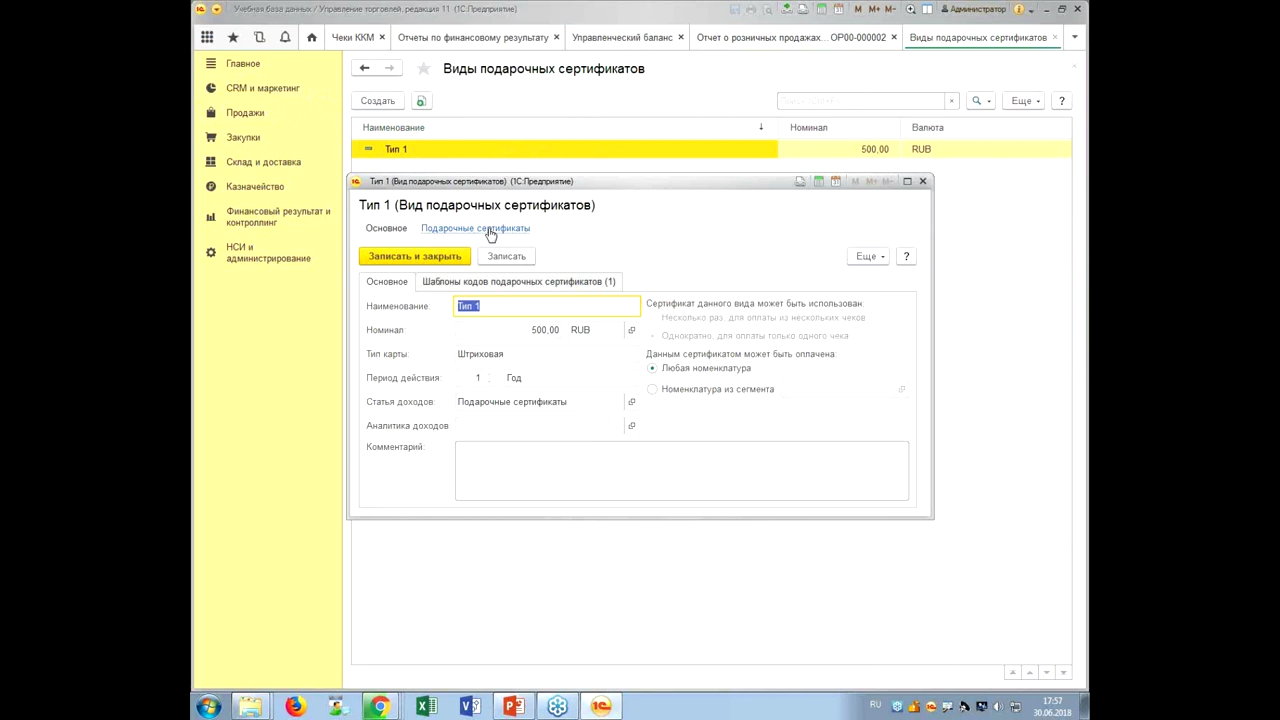 Учебная база данных / Управление торговлей, редакция 11 (1С:Предприятие)
M M+ M- Администратор
Чеки ККМ × Отчеты по финансовому результату × Управленческий баланс × Отчет о розничных продажах... ОР00-000002 × Виды подарочных сертификатов ×
Главное
CRM и маркетинг
Продажи
Закупки
Склад и доставка
Казначейство
Финансовый результат и
контроллинг
НСИ и
администрирование
Виды подарочных сертификатов
Создать
Поиск (Ctrl+F) × Еще ?
Наименование ↓ Номинал Валюта
Тип 1 500,00 RUB
Тип 1 (Вид подарочных сертификатов) (1С:Предприятие) M M+ M-
Тип 1 (Вид подарочных сертификатов)
Основное Подарочные сертификаты
Записать и закрыть Записать Еще ?
Основное Шаблоны кодов подарочных сертификатов (1)
Наименование: Тип 1
Номинал: 500,00 RUB
Тип карты: Штриховая
Период действия: 1 Год
Статья доходов: Подарочные сертификаты
Аналитика доходов
Комментарий:
Сертификат данного вида может быть использован:
Несколько раз, для оплаты из нескольких чеков
Однократно, для оплаты только одного чека
Данным сертификатом может быть оплачена:
Любая номенклатура
Номенклатура из сегмента
RU
17:57
30.06.2018